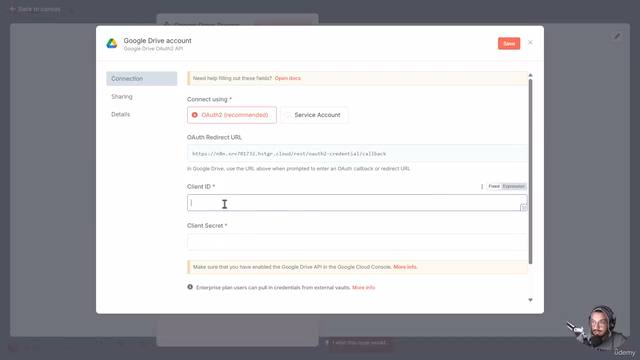 Back to canvas
Google Drive account
Google Drive OAuth2 API
Save
Connection
Sharing
Details
Need help filling out these fields? Open docs
Connect using *
OAuth2 (recommended)
Service Account
OAuth Redirect URL
In Google Drive, use the URL above when prompted to enter an OAuth callback or redirect URL
Client ID *
Fixed
Expression
Client Secret *
Make sure that you have enabled the Google Drive API in the Google Cloud Console. More info.
Enterprise plan users can pull in credentials from external vaults. More info
I wish this node would...
udemy